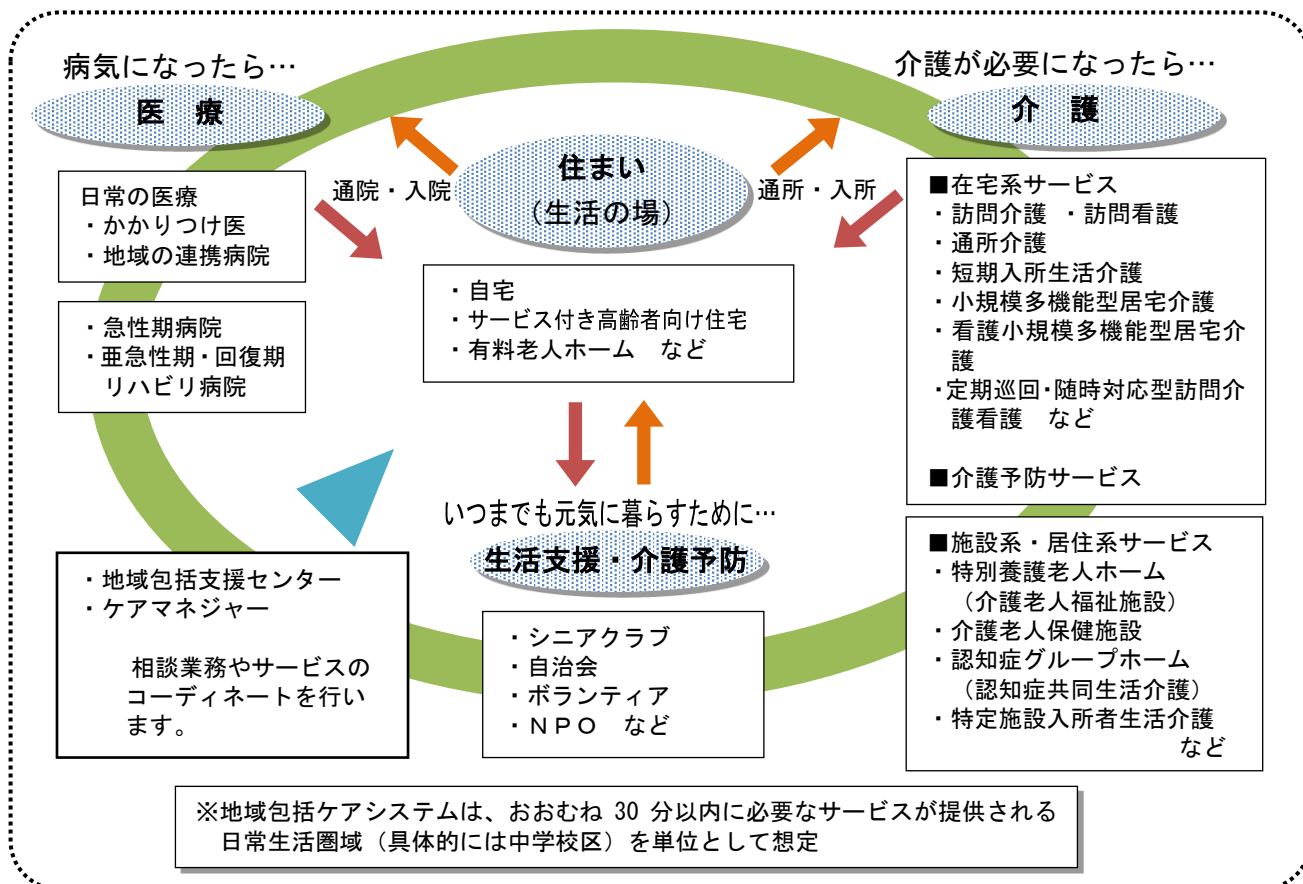 病気になったら…
医　療
日常の医療
・かかりつけ医
・地域の連携病院
・急性期病院
・亜急性期・回復期
リハビリ病院
通院・入院
住まい
（生活の場）
通所・入所
・自宅
・サービス付き高齢者向け住宅
・有料老人ホーム　など
介護が必要になったら…
介　護
■在宅系サービス
・訪問介護　・訪問看護
・通所介護
・短期入所生活介護
・小規模多機能型居宅介護
・看護小規模多機能型居宅介
護
・定期巡回・随時対応型訪問介
護看護　など
■介護予防サービス
■施設系・居住系サービス
・特別養護老人ホーム
（介護老人福祉施設）
・介護老人保健施設
・認知症グループホーム
（認知症共同生活介護）
・特定施設入所者生活介護
など
いつまでも元気に暮らすために…
生活支援・介護予防
・シニアクラブ
・自治会
・ボランティア
・ＮＰＯ　など
・地域包括支援センター
・ケアマネジャー
相談業務やサービスの
コーディネートを行い
ます。
※地域包括ケアシステムは、おおむね 30 分以内に必要なサービスが提供される
日常生活圏域（具体的には中学校区）を単位として想定